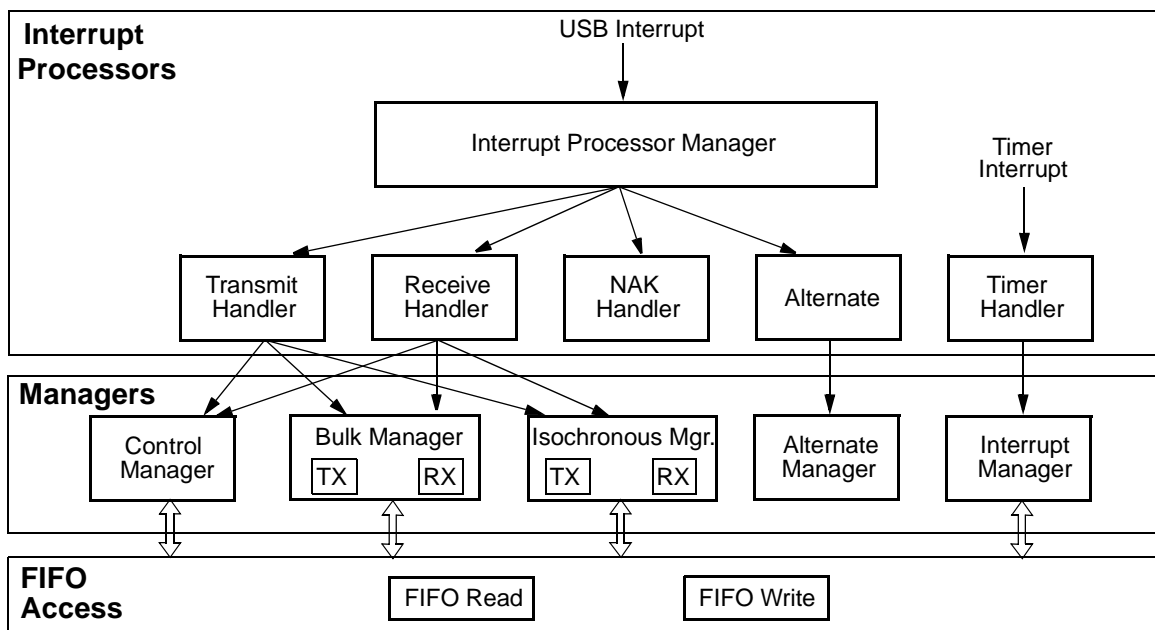 Interrupt
Processors
USB Interrupt
Interrupt Processor Manager
Timer
Interrupt
Transmit
Handler
Receive
Handler
NAK
Handler
Alternate
Timer
Handler
Managers
Control
Manager
Bulk Manager
TX
RX
Isochronous Mgr.
TX
RX
Alternate
Manager
Interrupt
Manager
FIFO
Access
FIFO Read
FIFO Write